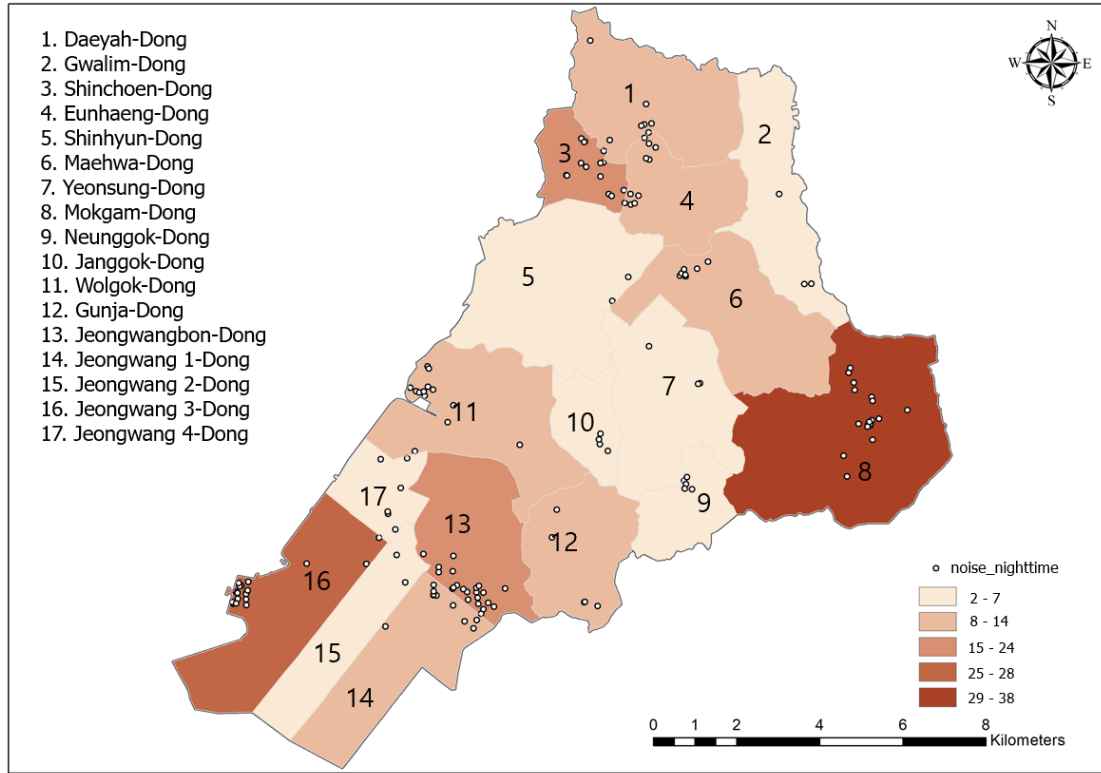 1. Daeyah-Dong
2. Gwalim-Dong
3. Shinchoen-Dong
4. Eunhaeng-Dong
5. Shinhyun-Dong
6. Maehwa-Dong
7. Yeonsung-Dong
8. Mokgam-Dong
9. Neunggok-Dong
10. Janggok-Dong
11. Wolgok-Dong
12. Gunja-Dong
13. Jeongwangbon-Dong
14. Jeongwang 1-Dong
15. Jeongwang 2-Dong
16. Jeongwang 3-Dong
17. Jeongwang 4-Dong
N
W E
S
1
2
3
4
5
6
7
8
9
10
11
12
13
14
15
16
17
noise_nighttime
2 - 7
8 - 14
15 - 24
25 - 28
29 - 38
0 1 2 4 6 8
Kilometers